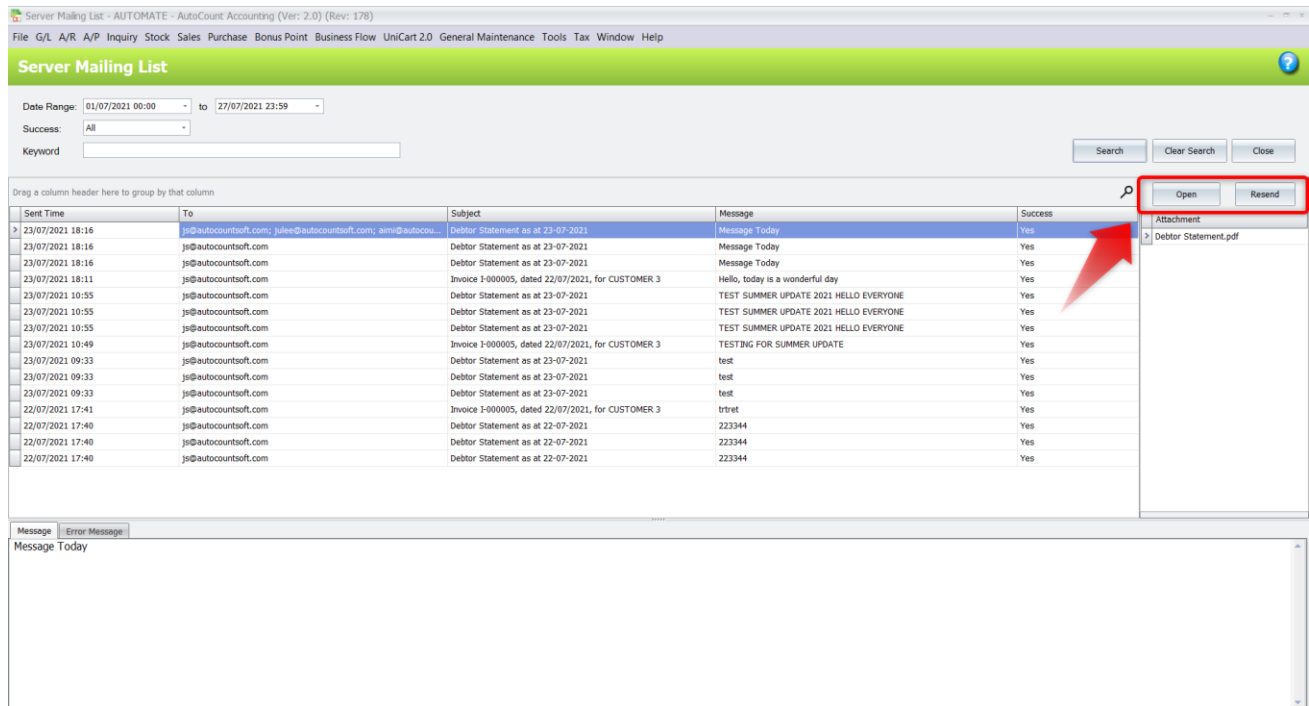 Server Mailing List - AUTOMATE - AutoCount Accounting (Ver: 2.0) (Rev: 178)
File G/L A/R A/P Inquiry Stock Sales Purchase Bonus Point Business Flow UniCart 2.0 General Maintenance Tools Tax Window Help
Server Mailing List
Date Range: 01/07/2021 00:00 to 27/07/2021 23:59
Success: All
Keyword
Search Clear Search Close
Drag a column header here to group by that column
Open Resend
Sent Time To Subject Message Success
Attachment
23/07/2021 18:16 js@autocountsoft.com; julee@autocountsoft.com; aimi@autocou... Debtor Statement as at 23-07-2021 Message Today Yes
Debtor Statement.pdf
23/07/2021 18:16 js@autocountsoft.com Debtor Statement as at 23-07-2021 Message Today Yes
23/07/2021 18:16 js@autocountsoft.com Debtor Statement as at 23-07-2021 Message Today Yes
23/07/2021 18:11 js@autocountsoft.com Invoice I-000005, dated 22/07/2021, for CUSTOMER 3 Hello, today is a wonderful day Yes
23/07/2021 10:55 js@autocountsoft.com Debtor Statement as at 23-07-2021 TEST SUMMER UPDATE 2021 HELLO EVERYONE Yes
23/07/2021 10:55 js@autocountsoft.com Debtor Statement as at 23-07-2021 TEST SUMMER UPDATE 2021 HELLO EVERYONE Yes
23/07/2021 10:55 js@autocountsoft.com Debtor Statement as at 23-07-2021 TEST SUMMER UPDATE 2021 HELLO EVERYONE Yes
23/07/2021 10:49 js@autocountsoft.com Invoice I-000005, dated 22/07/2021, for CUSTOMER 3 TESTING FOR SUMMER UPDATE Yes
23/07/2021 09:33 js@autocountsoft.com Debtor Statement as at 23-07-2021 test Yes
23/07/2021 09:33 js@autocountsoft.com Debtor Statement as at 23-07-2021 test Yes
23/07/2021 09:33 js@autocountsoft.com Debtor Statement as at 23-07-2021 test Yes
22/07/2021 17:41 js@autocountsoft.com Invoice I-000005, dated 22/07/2021, for CUSTOMER 3 trtret Yes
22/07/2021 17:40 js@autocountsoft.com Debtor Statement as at 22-07-2021 223344 Yes
22/07/2021 17:40 js@autocountsoft.com Debtor Statement as at 22-07-2021 223344 Yes
22/07/2021 17:40 js@autocountsoft.com Debtor Statement as at 22-07-2021 223344 Yes
Message Error Message
Message Today